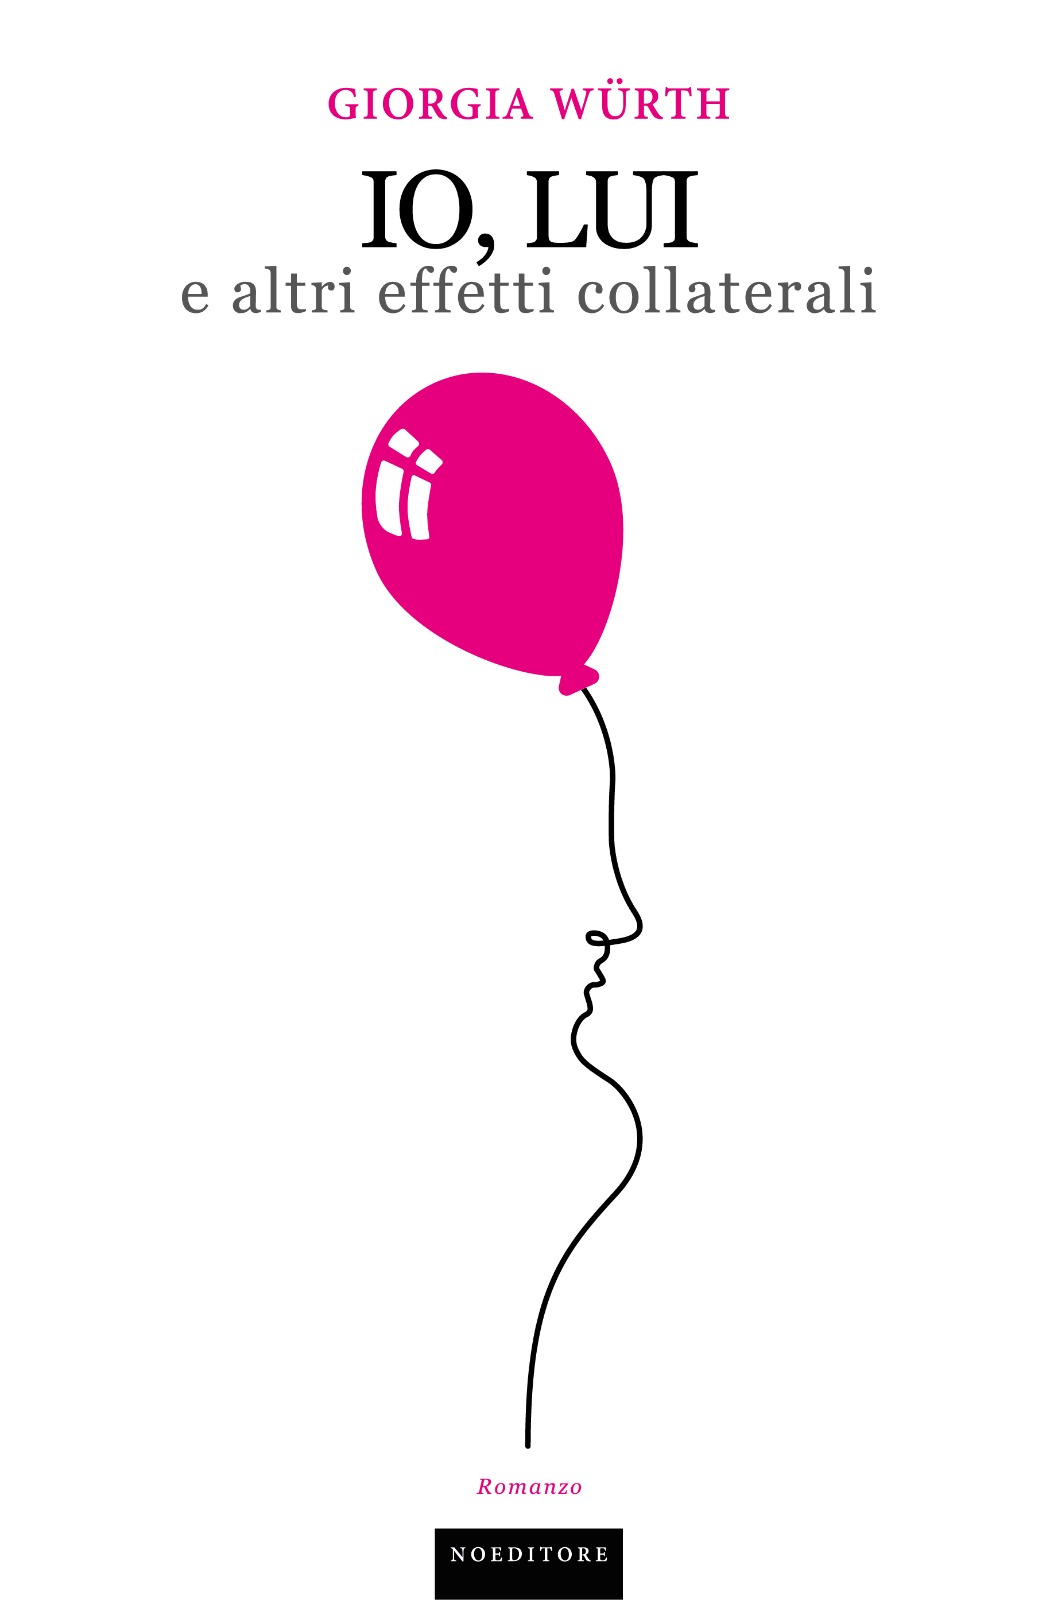 GIORGIA WÜRTH
IO, LUI
e altri effetti collaterali
Romanzo
NOEDITORE